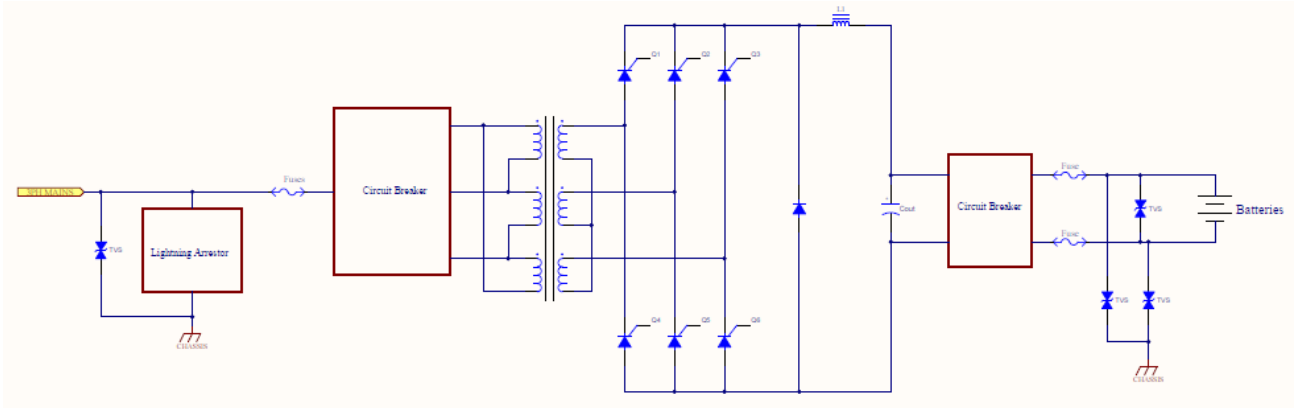 3PH MAINS
TVS
Lightning Arrestor
CHASSIS
Fuses
Circuit Breaker
Q1
Q2
Q3
Q4
Q5
Q6
L1
Cout
Circuit Breaker
Fuse
Fuse
TVS
TVS
TVS
Batteries
CHASSIS